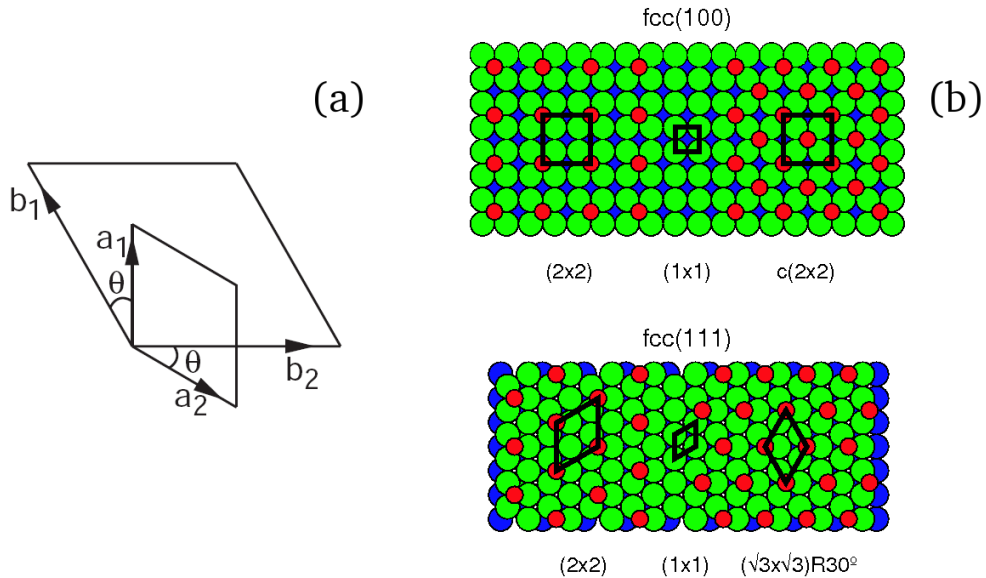 (a)
b1
a1
θ
θ
b2
a2
fcc(100)
(b)
(2x2)
(1x1)
c(2x2)
fcc(111)
(2x2)
(1x1)
(√3x√3)R30º